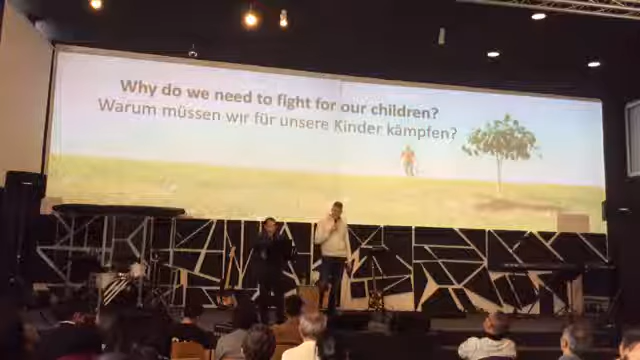 Why do we need to fight for our children?
Warum müssen wir für unsere Kinder kämpfen?